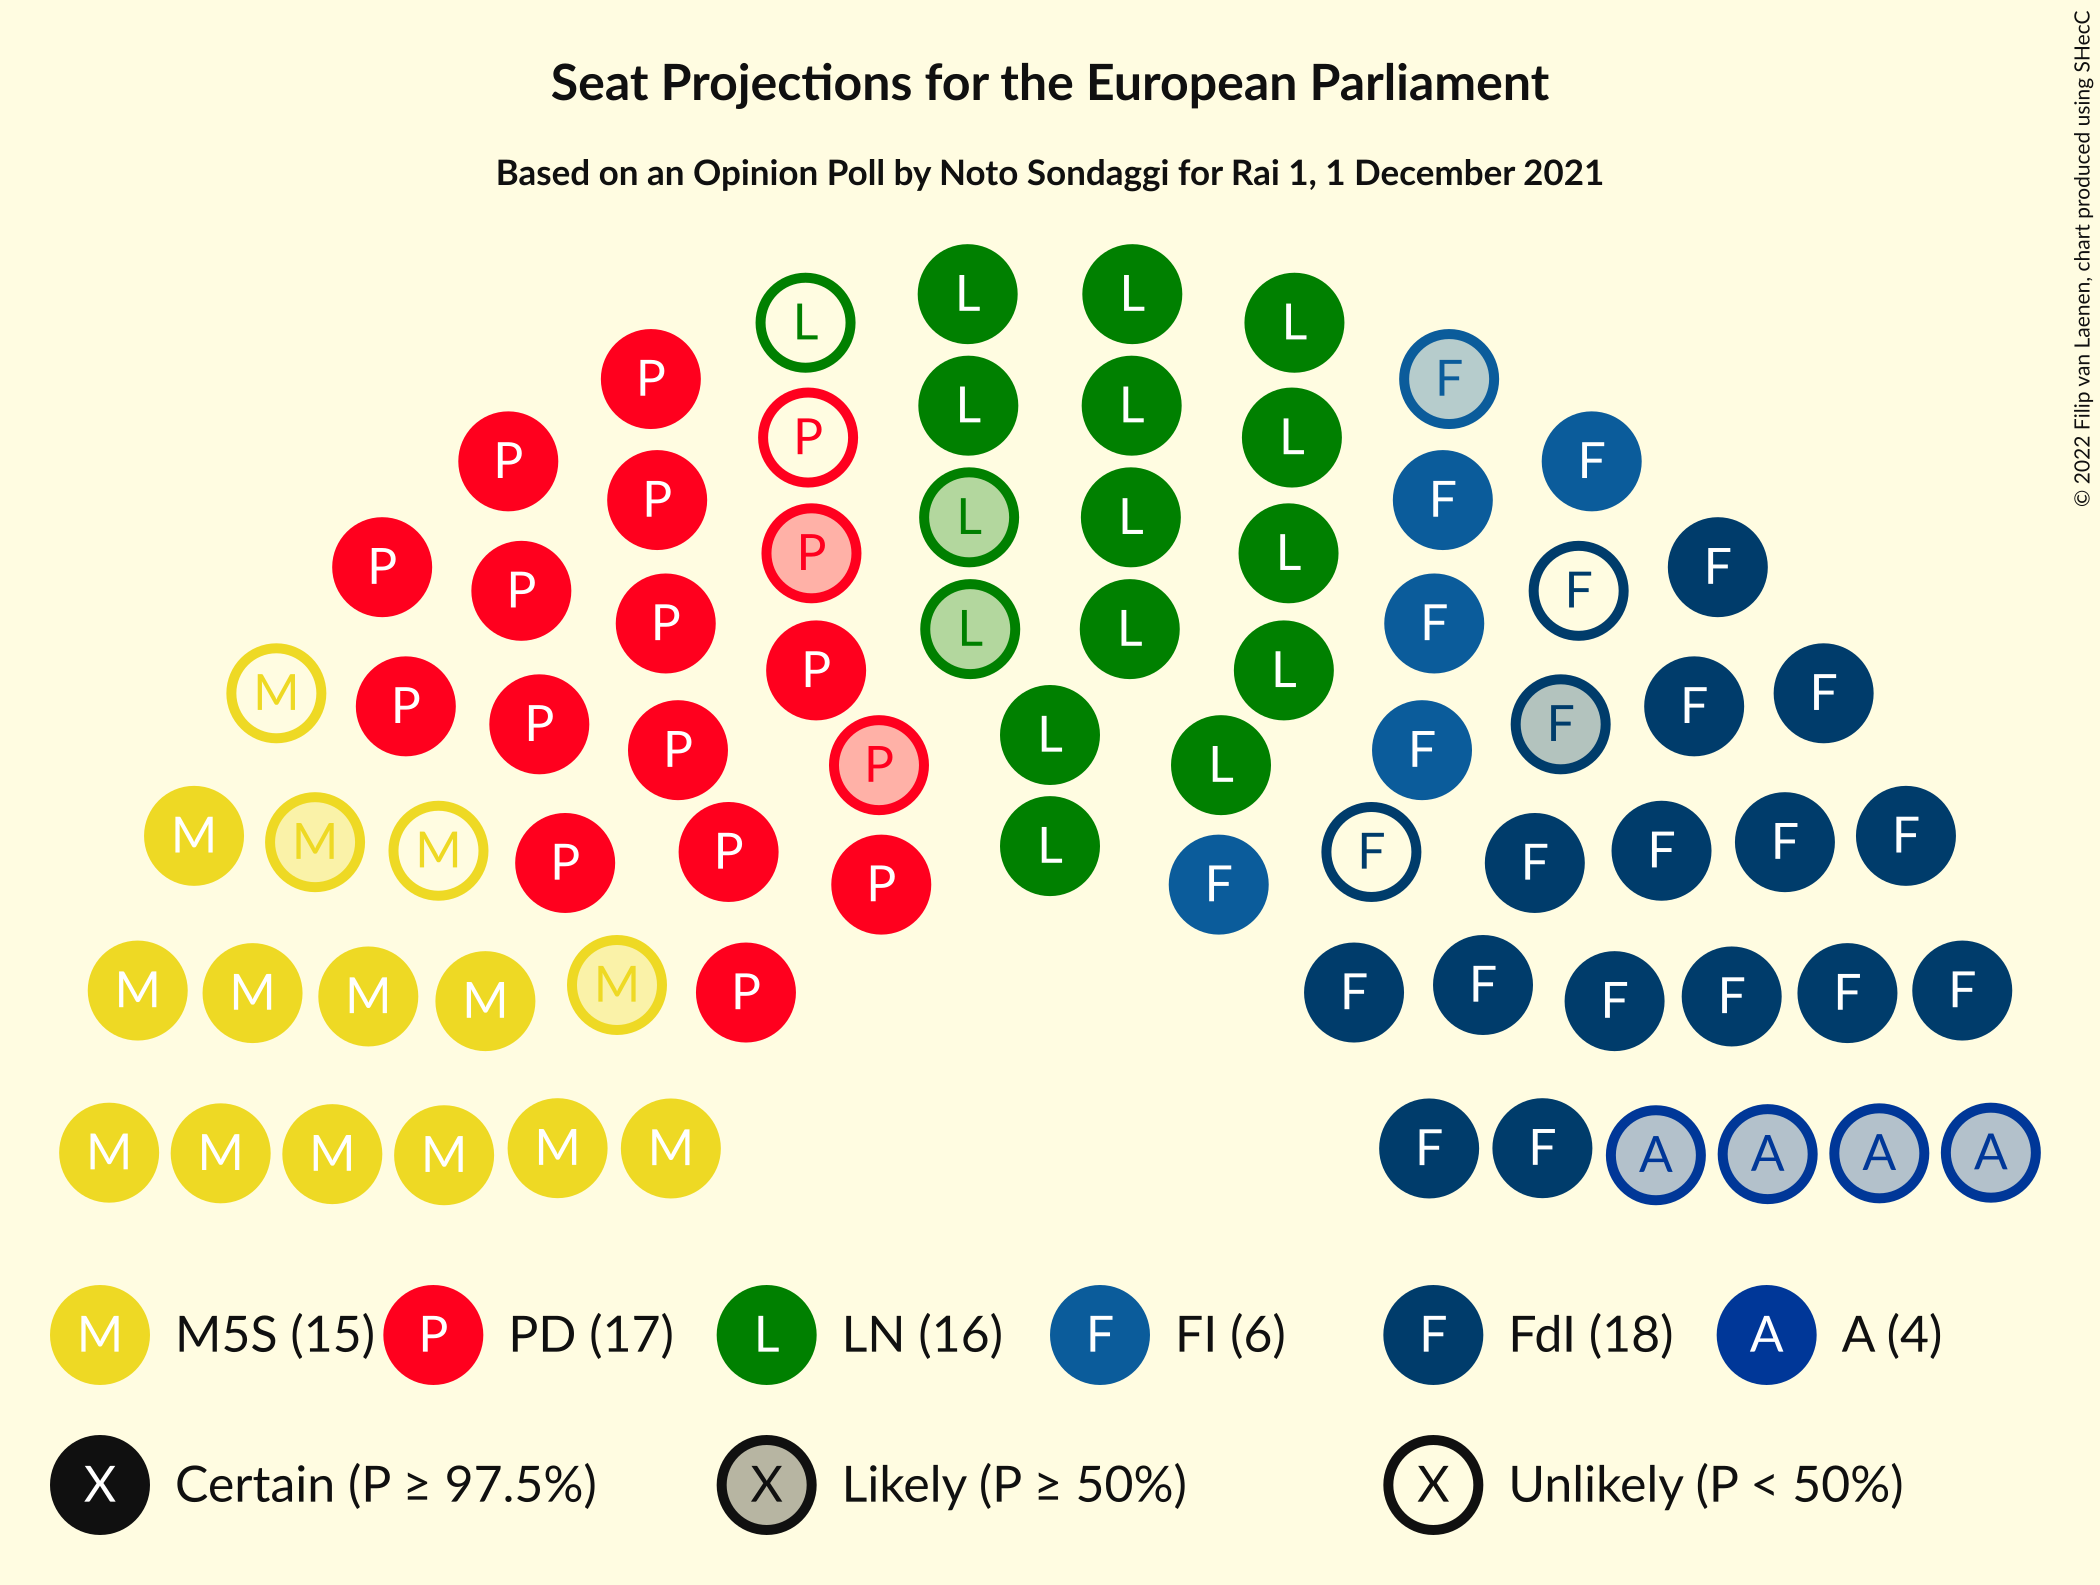 Seat Projections for the European Parliament
Based on an Opinion Poll by Noto Sondaggi for Rai 1, 1 December 2021
© 2022 Filip van Laenen, chart produced using SHecC
L L
L L
P F
L L
P L
P F
P F
L L
P L
P F
P F
P F
L L
P F
P L
M F
P F
P F
L
P F
P L
M F
M F
M F
P F
P F
L
P F
P F
M F
M P F F
M F
M F
M F
M F
M M M M M M F F A A A A
M M5S (15) P PD (17) L LN (16) F FI (6) F FdI (18) A A (4)
X Certain (P ≥ 97.5%) X Likely (P ≥ 50%) X Unlikely (P < 50%)